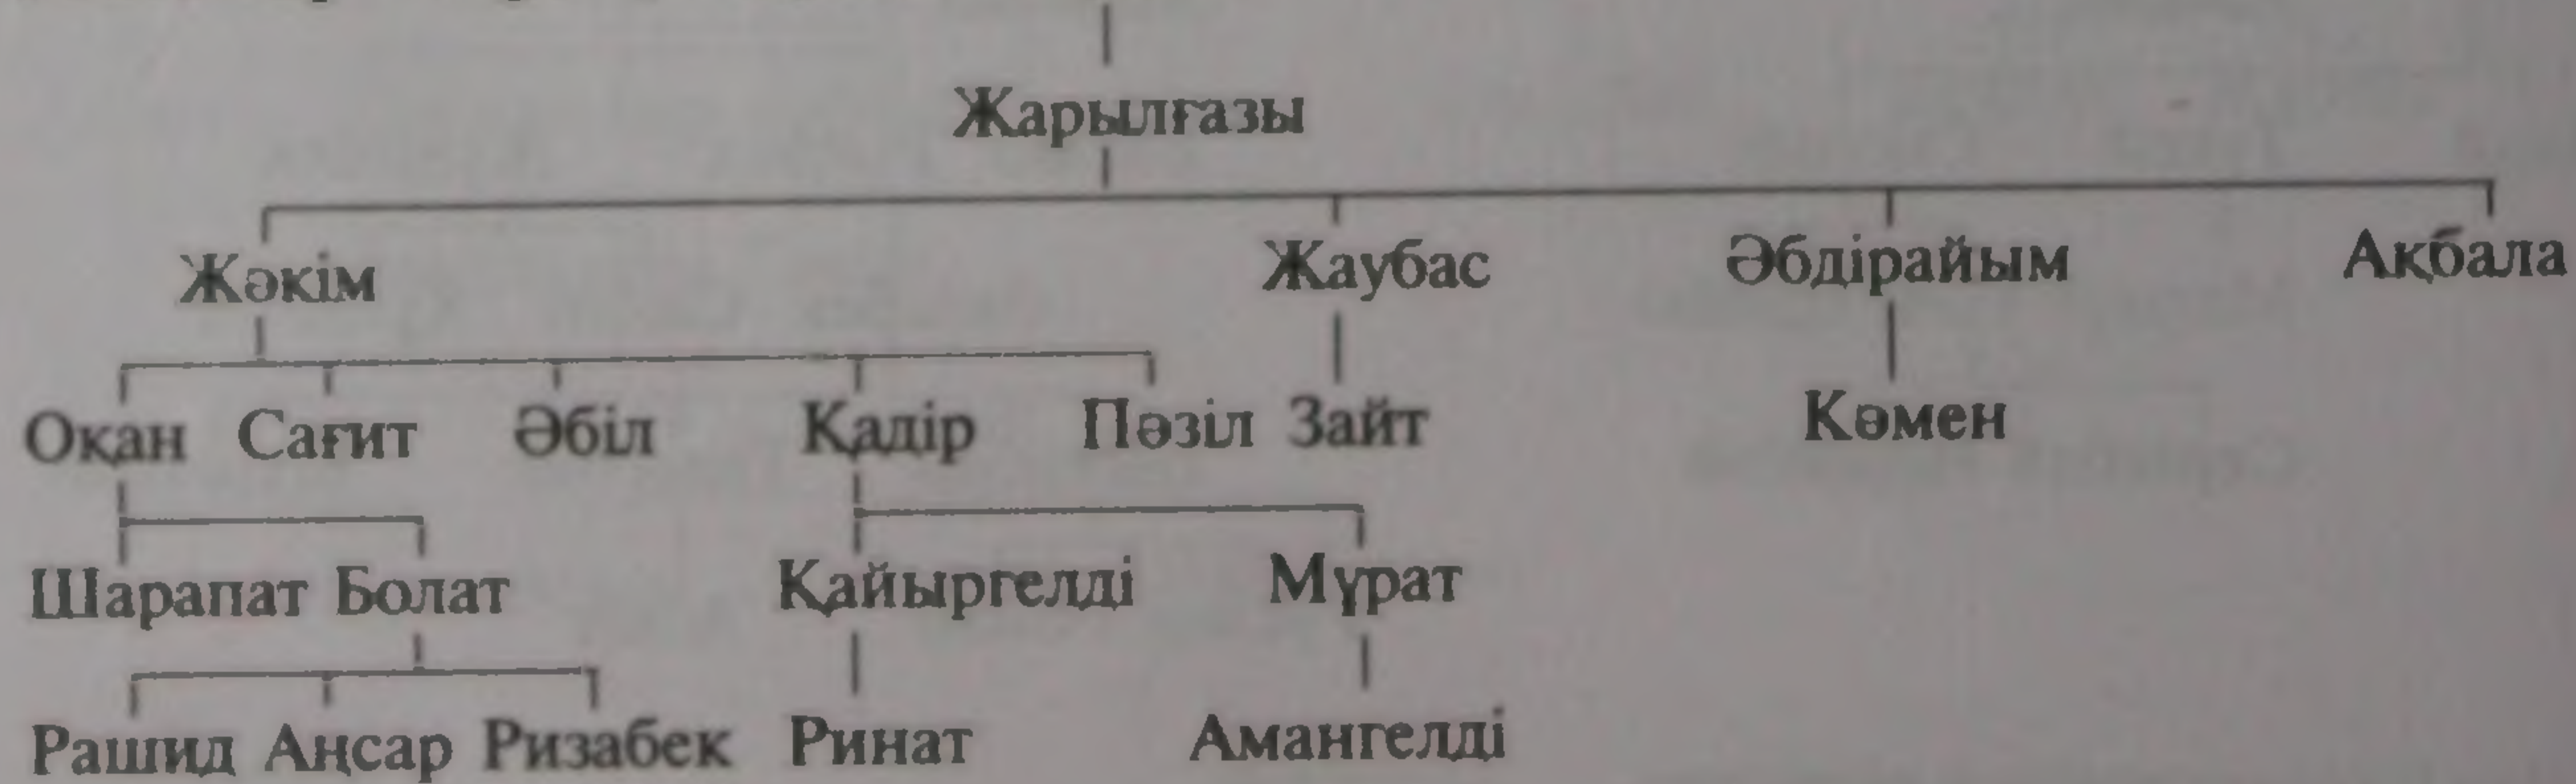 Жарылғазы
Жәкім Жаубас Әбдірайым Ақбала
Оқан Сағит Әбіл Қадір Пәзіл Зайт Көмен
Шарапат Болат Қайыргелді Мұрат
Рашид Аңсар Ризабек Ринат Амангелді